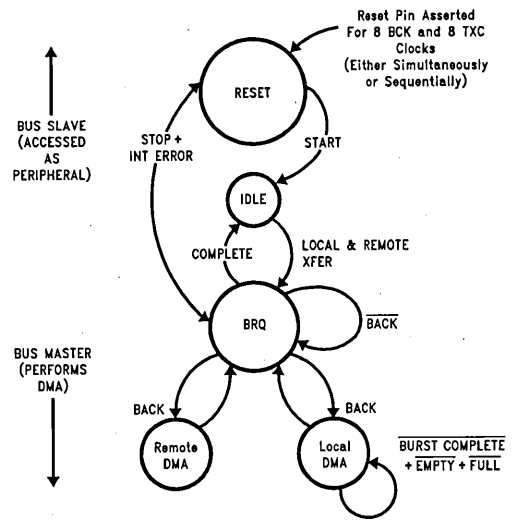 Reset Pin Asserted
For 8 BCK and 8 TXC
Clocks
(Either Simultaneously
or Sequentially)
RESET
BUS SLAVE
(ACCESSED
AS
PERIPHERAL)
STOP +
INT ERROR
START
IDLE
COMPLETE
LOCAL & REMOTE
XFER
BRQ
BACK
BUS MASTER
(PERFORMS
DMA)
BACK
BACK
Remote
DMA
Local
DMA
BURST COMPLETE
+ EMPTY + FULL